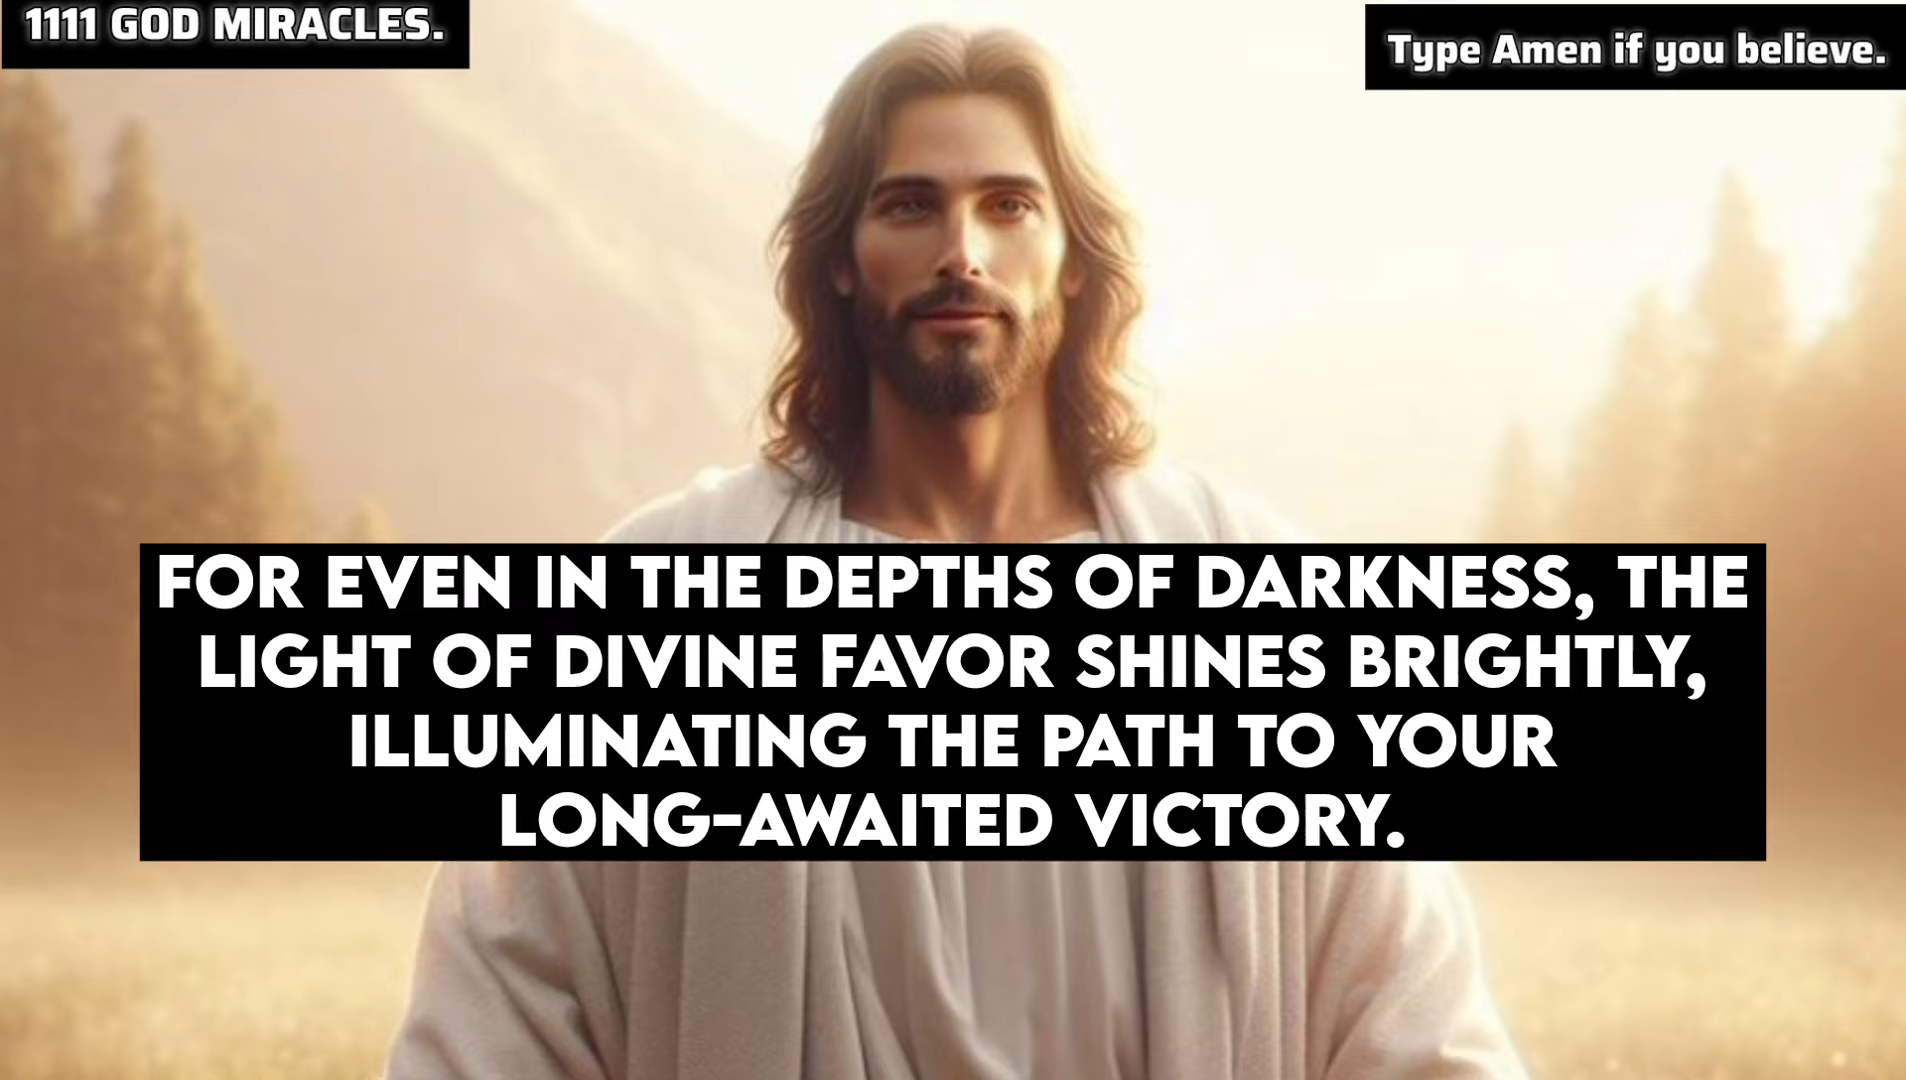 1111 GOD MIRACLES.
Type Amen if you believe.
FOR EVEN IN THE DEPTHS OF DARKNESS, THE
LIGHT OF DIVINE FAVOR SHINES BRIGHTLY,
ILLUMINATING THE PATH TO YOUR
LONG-AWAITED VICTORY.